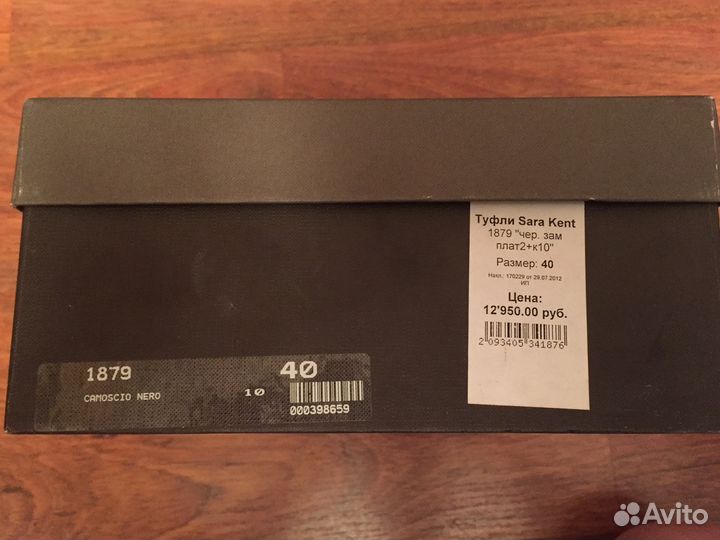 Туфли Sara Kent
1879 "чер. зам
плат2+к10"
Размер: 40
Накл.: 170229 от 29.07.2012
ИП
Цена:
12'950.00 руб.
2 093405 341876
1879
40
CAMOSCIO NERO
10
000398659
Avito